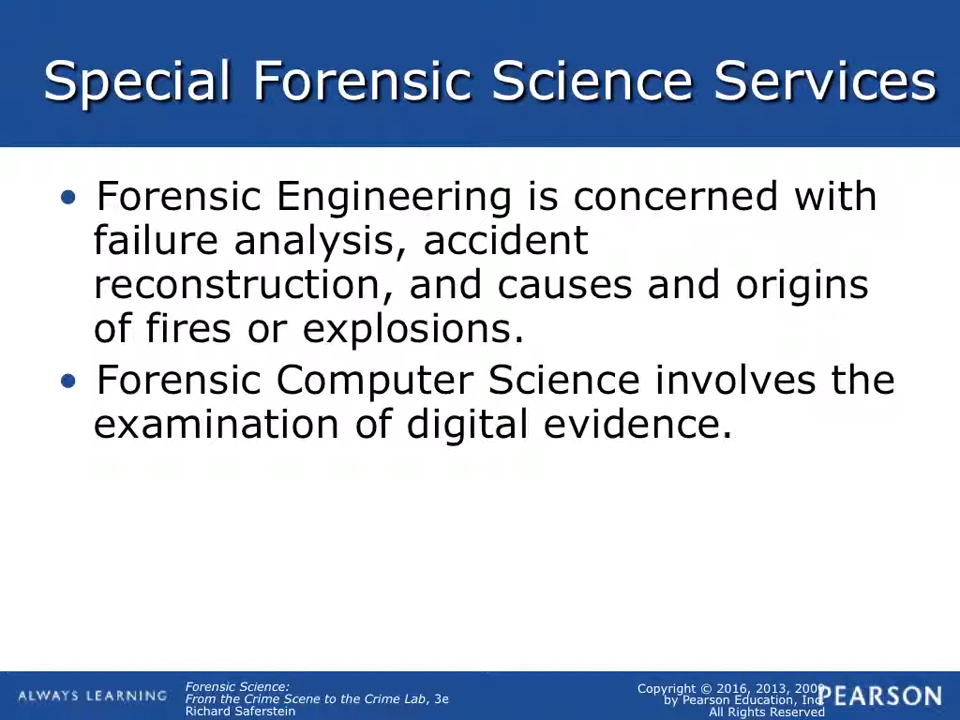 Special Forensic Science Services
• Forensic Engineering is concerned with
failure analysis, accident
reconstruction, and causes and origins
of fires or explosions.
• Forensic Computer Science involves the
examination of digital evidence.
ALWAYS LEARNING
Forensic Science:
From the Crime Scene to the Crime Lab, 3e
Richard Saferstein
Copyright © 2016, 2013, 2009
by Pearson Education, Inc.
All Rights Reserved
PEARSON